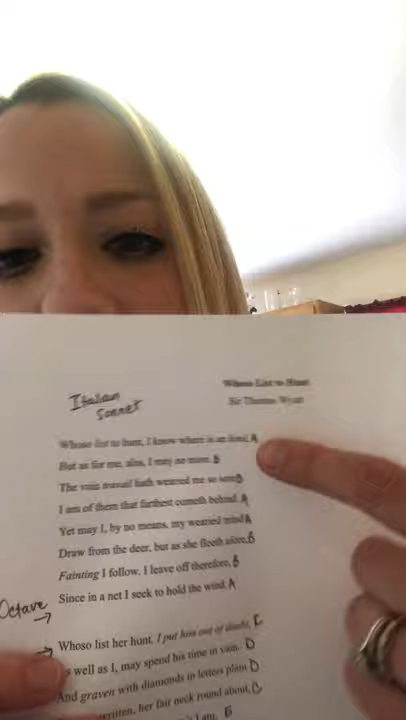 Italian
Sonnet
Whoso List to Hunt
Sir Thomas Wyatt
Whoso list to hunt, I know where is an hind, A
But as for me, alas, I may no more. B
The vain travail hath wearied me so sore B
I am of them that furthest cometh behind. A
Yet may I, by no means, my wearied mind A
Draw from the deer, but as she fleeth afore, B
Fainting I follow. I leave off therefore, B
Octave
Since in a net I seek to hold the wind. A
Whoso list her hunt, I put him out of doubt, C
s well as I, may spend his time in vain. D
And graven with diamonds in letters plain D
written, her fair neck round about, C
I am, E